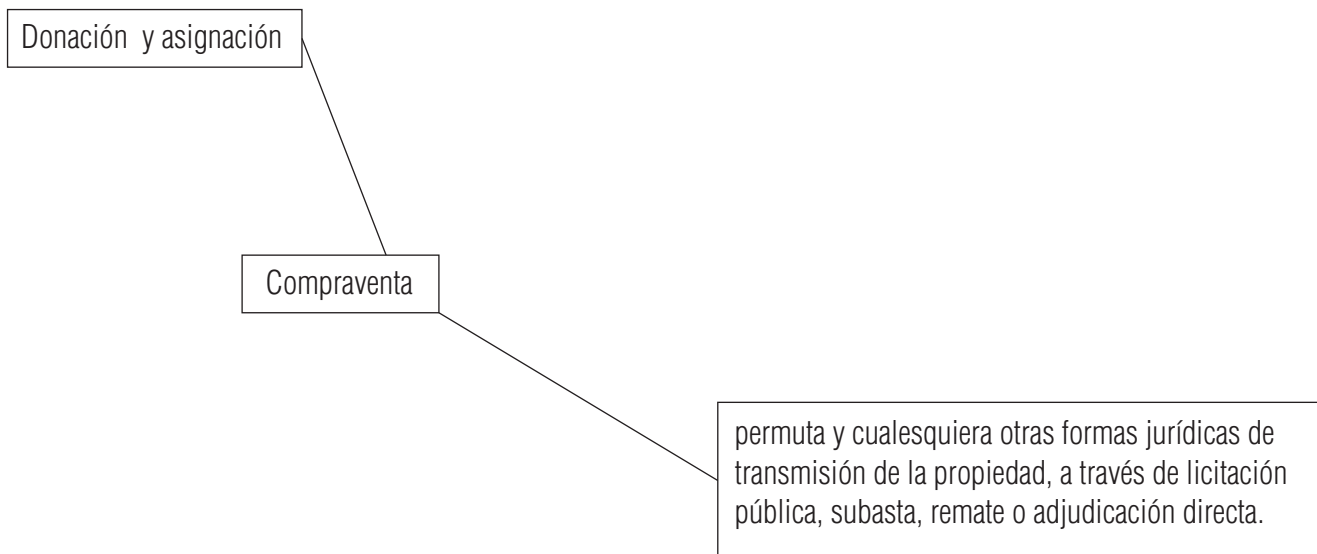 Donación y asignación
Compraventa
permuta y cualesquiera otras formas jurídicas de
transmisión de la propiedad, a través de licitación
pública, subasta, remate o adjudicación directa.